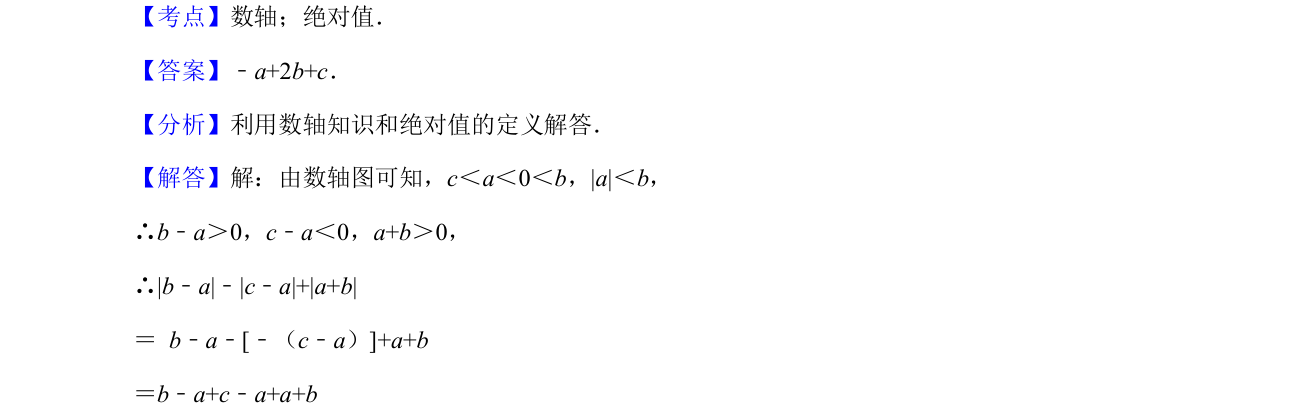 【考点】数轴；绝对值．
【答案】﹣a+2b+c．
【分析】利用数轴知识和绝对值的定义解答．
【解答】解：由数轴图可知，c＜a＜0＜b，|a|＜b，
∴b﹣a＞0，c﹣a＜0，a+b＞0，
∴|b﹣a|﹣|c﹣a|+|a+b|
＝ b﹣a﹣[﹣（c﹣a）]+a+b
＝b﹣a+c﹣a+a+b